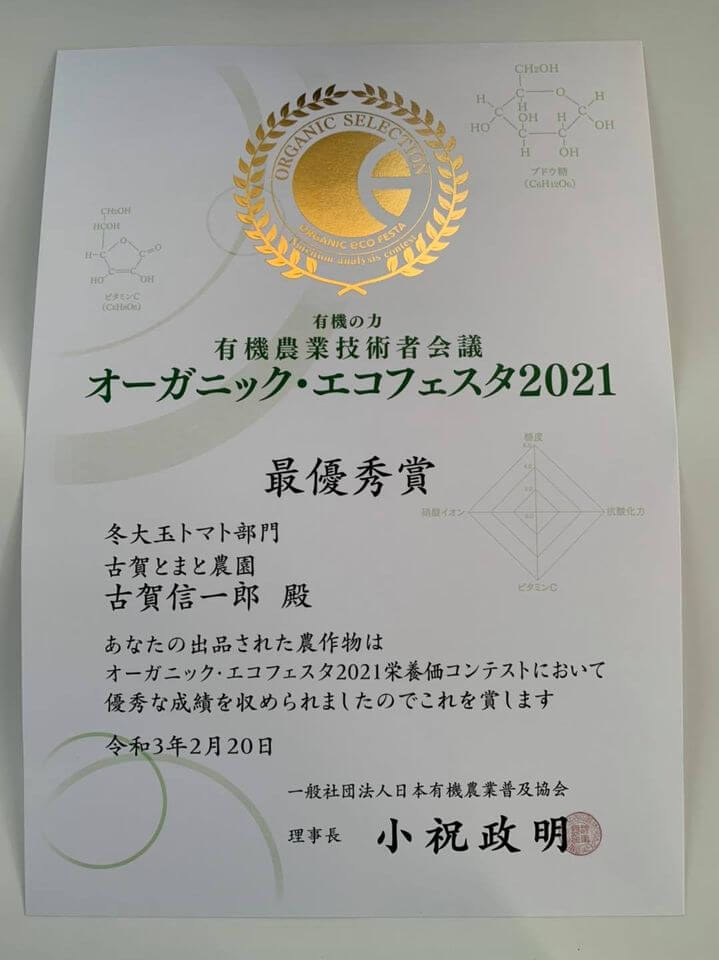 ORGANIC SELECTION
ORGANIC eCO FESTA
Nutrition analysis contest
CH2OH
C
O
H
H
H
C
OH
H
C
HO
C
C
OH
H
OH
ブドウ糖
(C6H12O6)
CH2OH
HCOH
O
H
O
HO
OH
ビタミンC
(C6H8O6)
有機の力
有機農業技術者会議
オーガニック・エコフェスタ2021
最優秀賞
糖度
硝酸イオン
抗酸化力
ビタミンC
冬大玉トマト部門
古賀とまと農園
古賀信一郎 殿
あなたの出品された農作物は
オーガニック・エコフェスタ2021栄養価コンテストにおいて
優秀な成績を収められましたのでこれを賞します
令和3年2月20日
一般社団法人日本有機農業普及協会
理事長 小祝政明